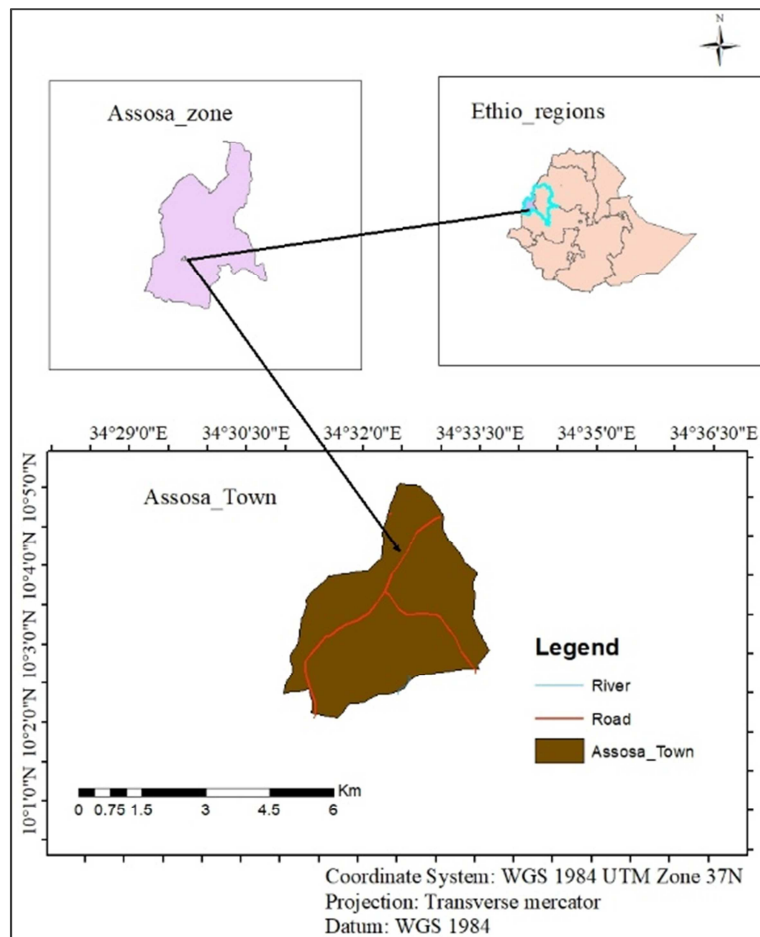 N
Assosa_zone
Ethio_regions
34°29'0"E 34°30'30"E 34°32'0"E 34°33'30"E 34°35'0"E 34°36'30"E
10°5'0"N
10°4'0"N
10°3'0"N
10°2'0"N
10°1'0"N
Assosa_Town
Legend
River
Road
Assosa_Town
Km
0 0.75 1.5 3 4.5 6
Coordinate System: WGS 1984 UTM Zone 37N
Projection: Transverse mercator
Datum: WGS 1984